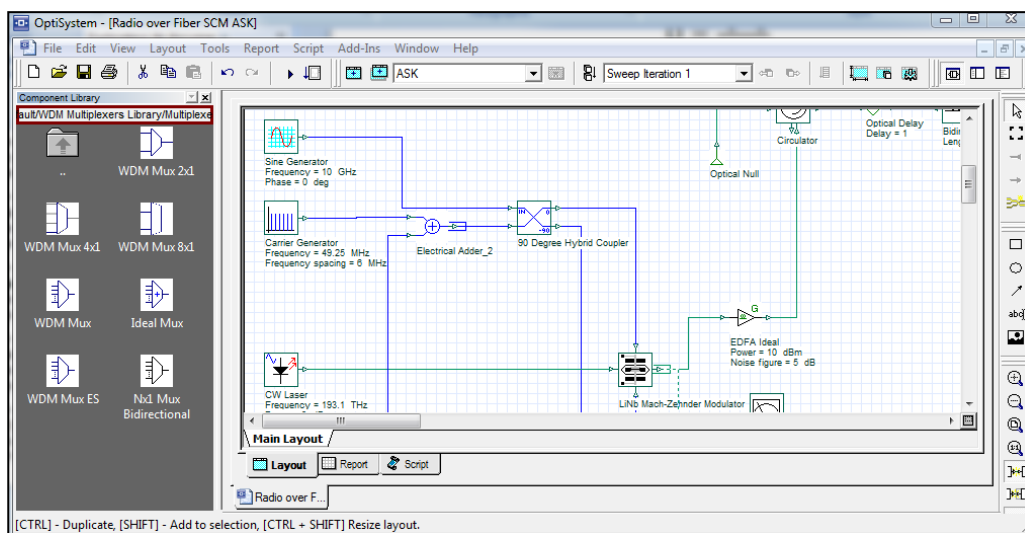 OptiSystem - [Radio over Fiber SCM ASK]
File Edit View Layout Tools Report Script Add-Ins Window Help
ASK
Sweep Iteration 1
Component Library
ault/WDM Multiplexers Library/Multiplexe
..
WDM Mux 2x1
WDM Mux 4x1
WDM Mux 8x1
WDM Mux
Ideal Mux
WDM Mux ES
Nx1 Mux
Bidirectional
Sine Generator
Frequency = 10 GHz
Phase = 0 deg
Carrier Generator
Frequency = 49.25 MHz
Frequency spacing = 6 MHz
Electrical Adder_2
IN 0
-90
90 Degree Hybrid Coupler
Optical Null
Circulator
Optical Delay
Delay = 1
Bidire
Leng
G
EDFA Ideal
Power = 10 dBm
Noise figure = 5 dB
CW Laser
Frequency = 193.1 THz
LiNb Mach-Zehnder Modulator
Main Layout
Layout Report Script
Radio over F...
abc
1:1
[CTRL] - Duplicate, [SHIFT] - Add to selection, [CTRL + SHIFT] Resize layout.